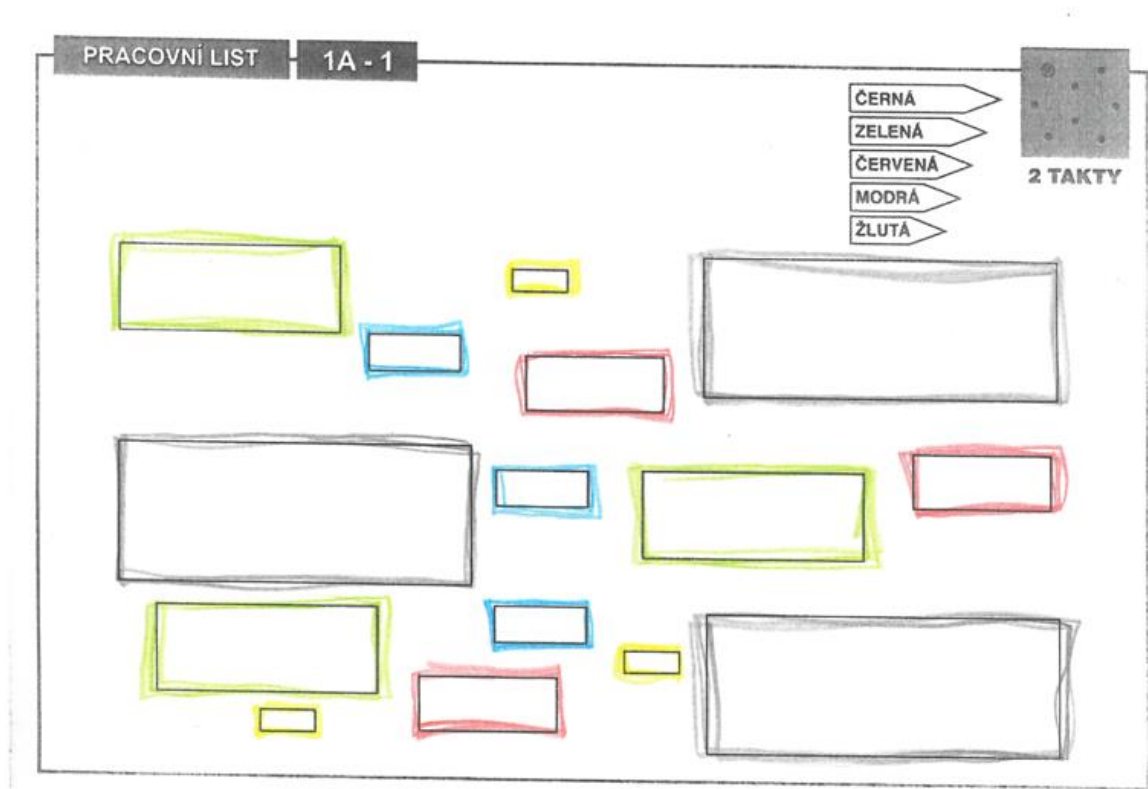 PRACOVNÍ LIST
1A - 1
ČERNÁ
ZELENÁ
ČERVENÁ
MODRÁ
ŽLUTÁ
2 TAKTY